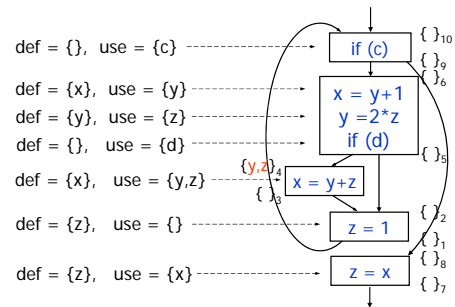 def = {}, use = {c}
if (c)
{ }10
{ }9
def = {x}, use = {y}
x = y+1
{ }6
def = {y}, use = {z}
y =2*z
def = {}, use = {d}
if (d)
{ }5
def = {x}, use = {y,z}
{y,z}4
x = y+z
{ }3
def = {z}, use = {}
z = 1
{ }2
{ }1
def = {z}, use = {x}
z = x
{ }8
{ }7